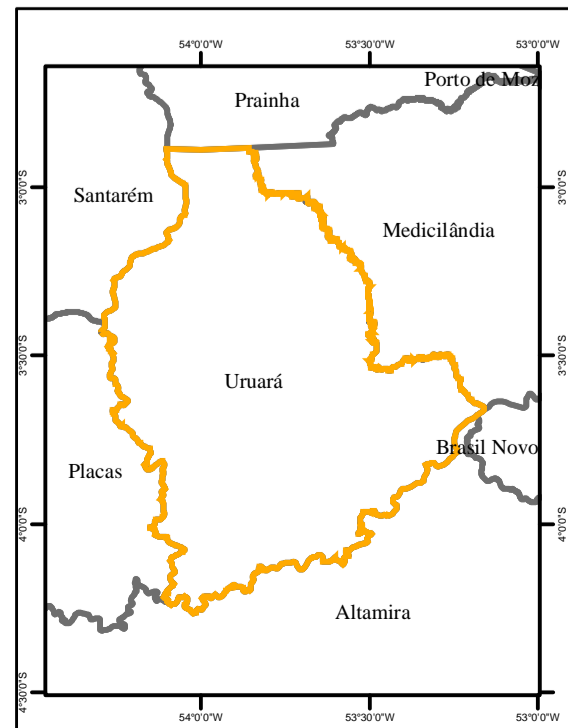 54°0'0"W 53°30'0"W 53°0'0"W
Porto de Moz
Prainha
3°0'0"S 3°0'0"S
Santarém
Medicilândia
3°30'0"S 3°30'0"S
Uruará
Brasil Novo
Placas
4°0'0"S 4°0'0"S
Altamira
4°30'0"S 4°30'0"S
54°0'0"W 53°30'0"W 53°0'0"W